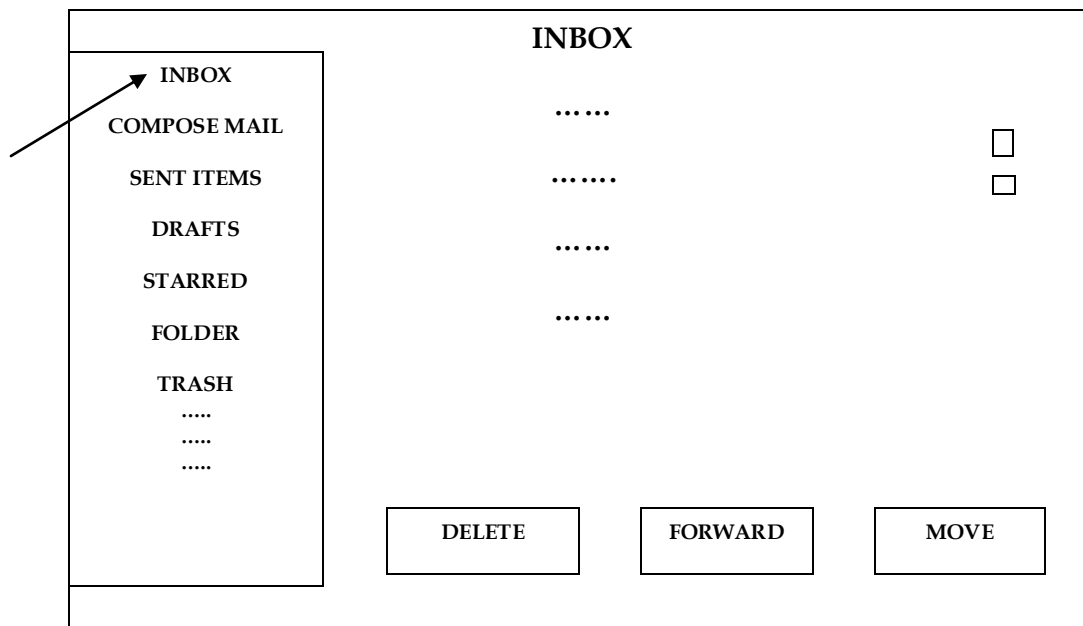 INBOX
INBOX
COMPOSE MAIL
SENT ITEMS
DRAFTS
STARRED
FOLDER
TRASH
.....
.....
.....
......
.......
......
......
DELETE
FORWARD
MOVE